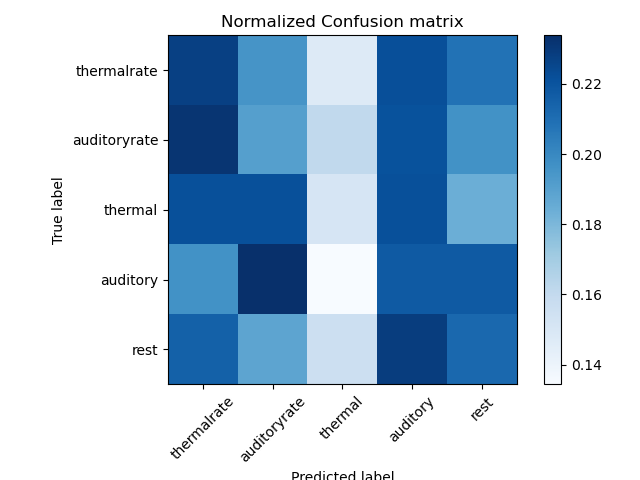 Normalized Confusion matrix
True label
thermalrate
auditoryrate
thermal
auditory
rest
thermalrate
auditoryrate
thermal
auditory
rest
Predicted label
0.22
0.20
0.18
0.16
0.14